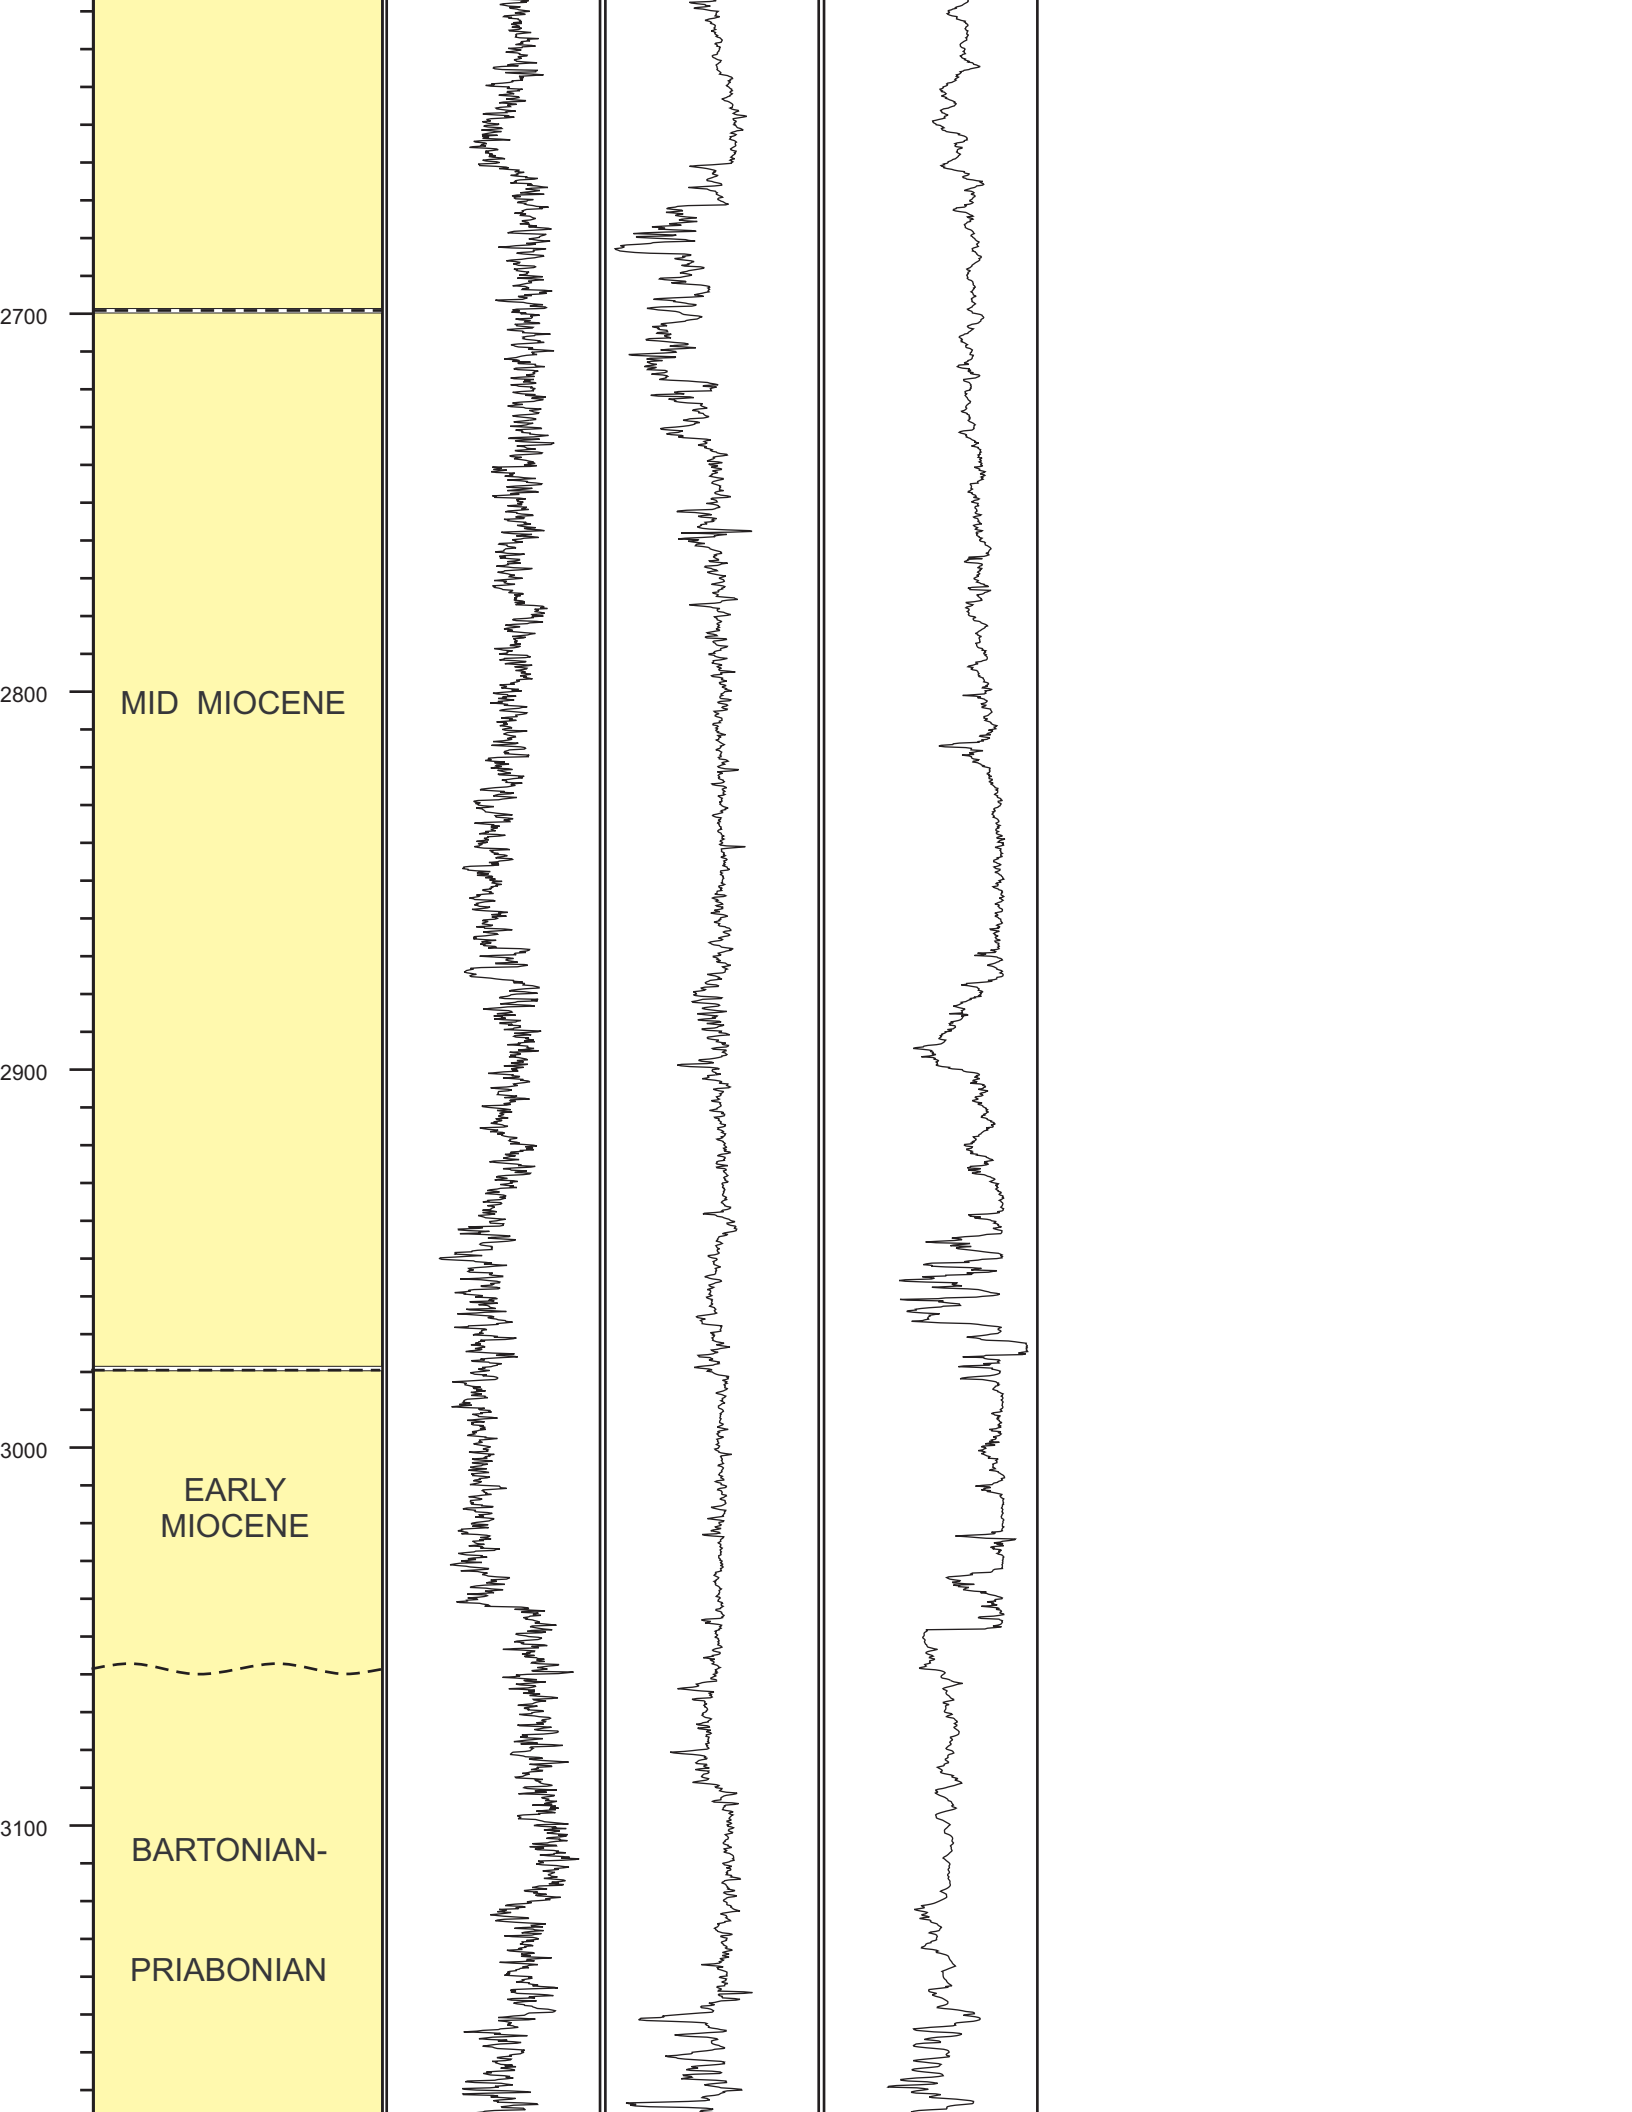 2700
2800
MID MIOCENE
2900
3000
EARLY
MIOCENE
3100
BARTONIAN-
PRIABONIAN